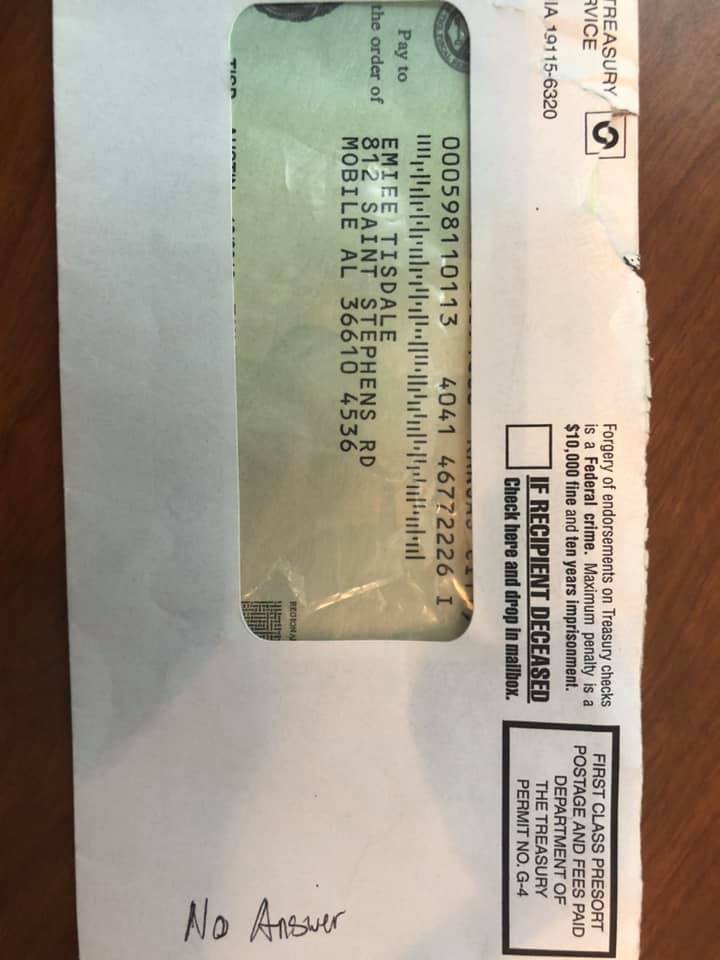 TREASURY
RVICE
IA 19115-6320
Forgery of endorsements on Treasury checks
is a Federal crime. Maximum penalty is a
$10,000 fine and ten years imprisonment.
IF RECIPIENT DECEASED
Check here and drop in mailbox.
FIRST CLASS PRESORT
POSTAGE AND FEES PAID
DEPARTMENT OF
THE TREASURY
PERMIT NO. G-4
000598110113 4041 46772226 I
Pay to
the order of
EMIEE TISDALE
812 SAINT STEPHENS RD
MOBILE AL 36610 4536
No Answer